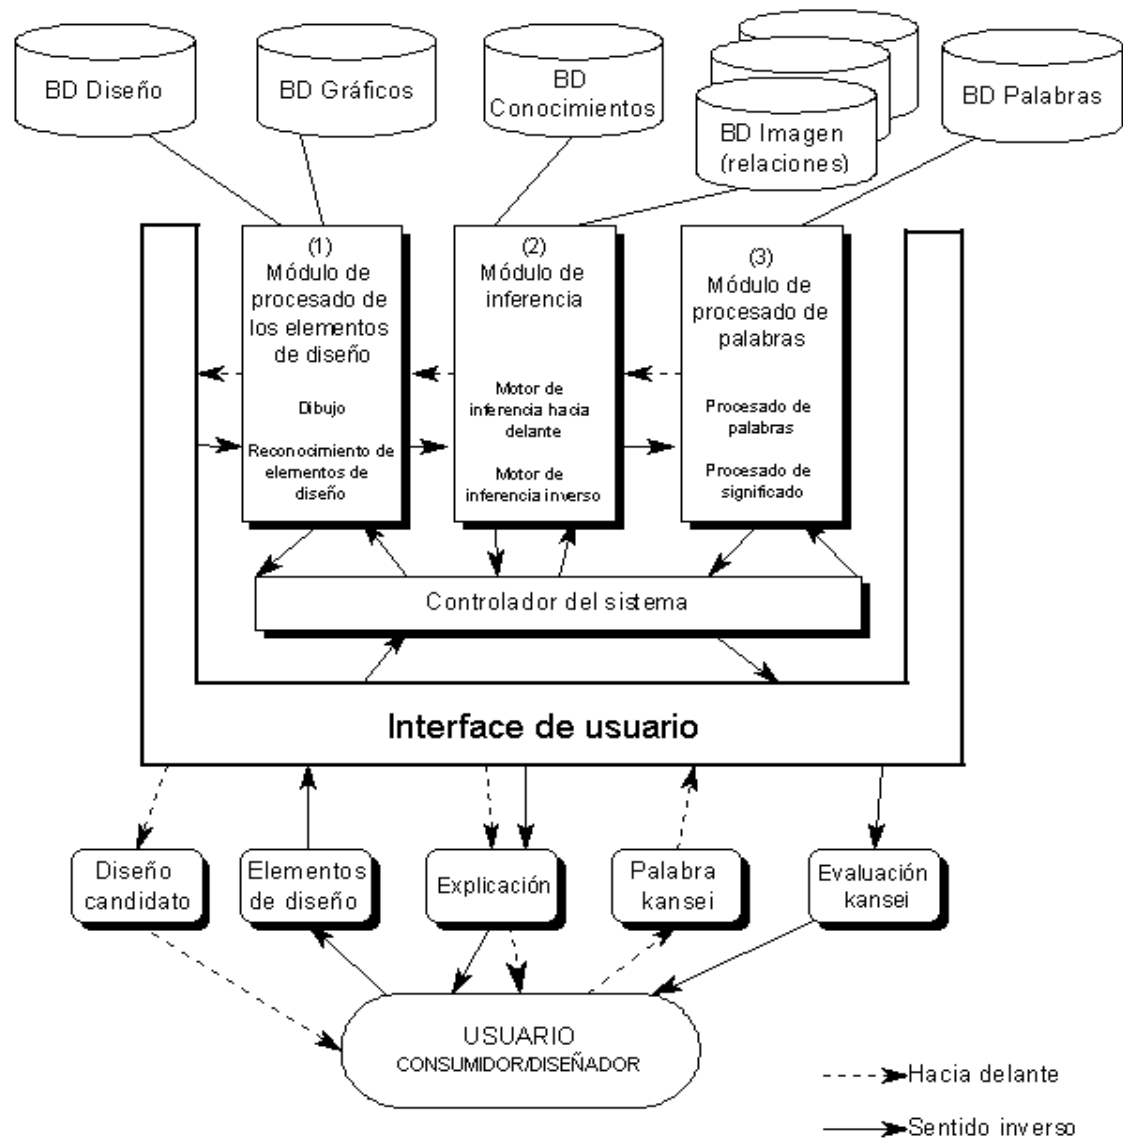 BD Diseño
BD Gráficos
BD
Conocimientos
BD Imagen
(relaciones)
BD Palabras
(1)
Módulo de
procesado de
los elementos
de diseño
Dibujo
Reconocimiento de
elementos de
diseño
(2)
Módulo de
inferencia
Motor de
inferencia hacia
delante
Motor de
inferencia inverso
(3)
Módulo de
procesado de
palabras
Procesado de
palabras
Procesado de
significado
Controlador del sistema
Interface de usuario
Diseño
candidato
Elementos
de diseño
Explicación
Palabra
kansei
Evaluación
kansei
USUARIO
CONSUMIDOR/DISEÑADOR
Hacia delante
Sentido inverso